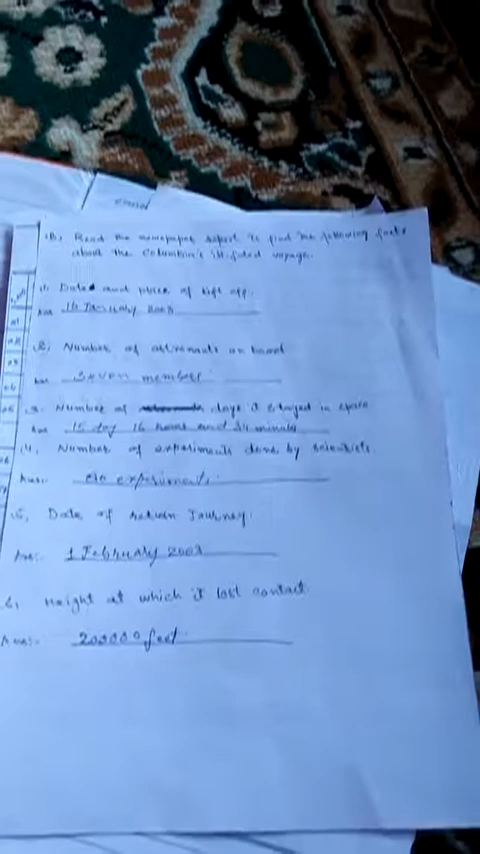 (B) Read the newspaper report to find the following facts
about the Columbia's ill-fated voyage.
1. Date and place of lift off:
Ans 16 January 2003
2. Number of astronauts on board
Ans Seven members
3. Number of days it stayed in space
Ans 15 day 16 hours and minutes
4. Number of experiments done by scientists
Ans:- experiments.
5. Date of return Journey:
Ans:- 1 February 2003
6. Height at which it lost contact
Ans:- 200000 feet.